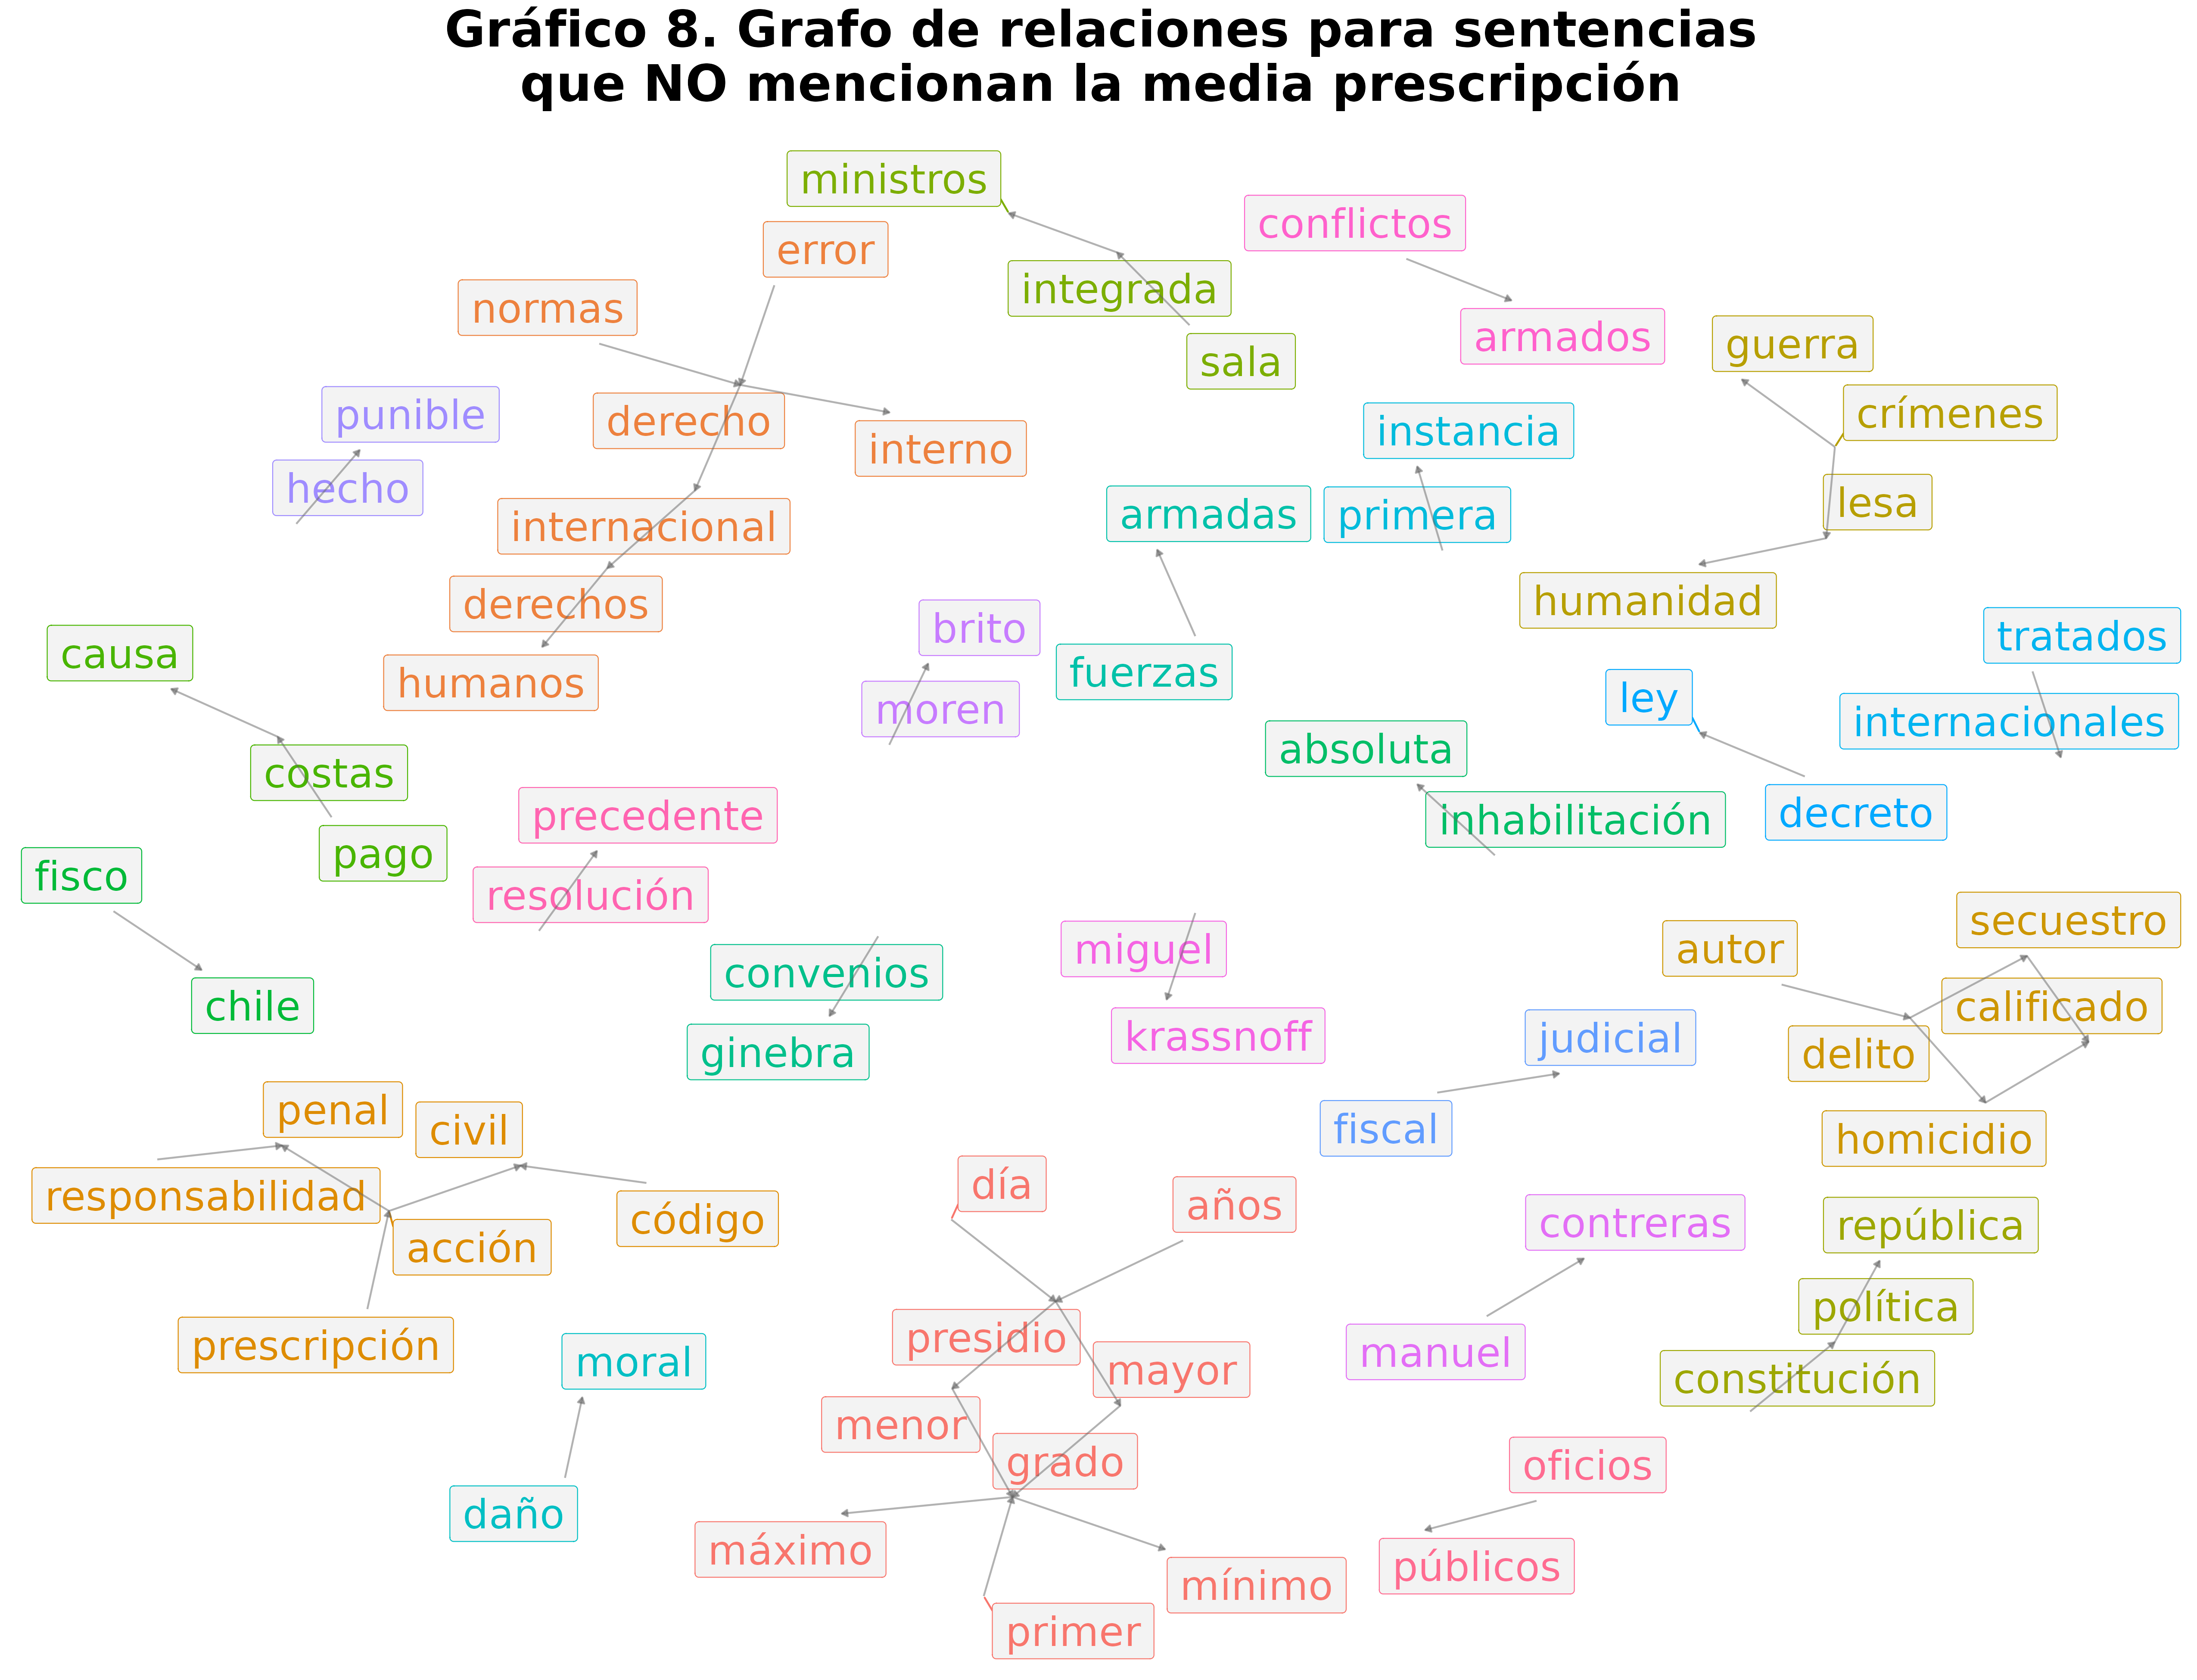 Gráfico 8. Grafo de relaciones para sentencias
que NO mencionan la media prescripción
ministros
conflictos
error
integrada
normas
armados
guerra
sala
crímenes
punible
derecho
instancia
interno
hecho
lesa
armadas
primera
internacional
humanidad
derechos
brito
tratados
causa
fuerzas
humanos
ley
moren
internacionales
absoluta
costas
decreto
precedente
inhabilitación
pago
fisco
resolución
secuestro
autor
miguel
convenios
calificado
chile
krassnoff
judicial
ginebra
delito
penal
civil
fiscal
homicidio
día
responsabilidad
años
código
contreras
república
acción
política
presidio
prescripción
manuel
moral
mayor
constitución
menor
grado
oficios
daño
máximo
públicos
mínimo
primer